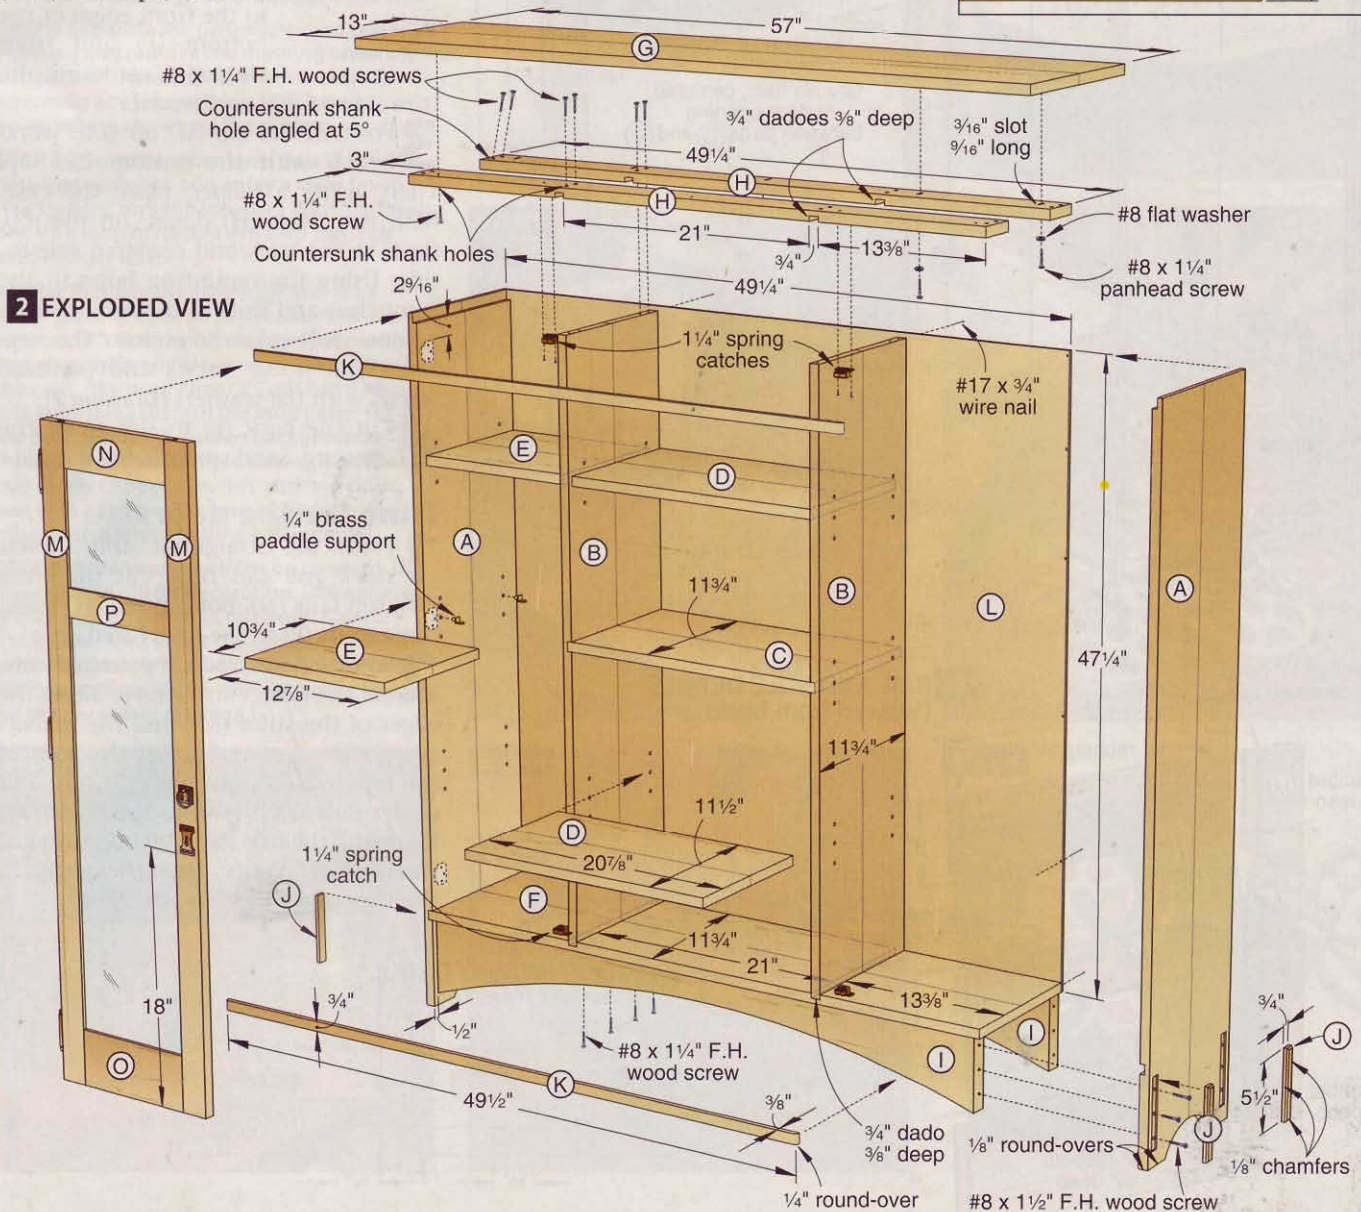 13"
57"
G
#8 x 1¼" F.H. wood screws
Countersunk shank
hole angled at 5°
¾" dadoes ⅜" deep
3/16" slot
9/16" long
3"
49¼"
H
H
#8 x 1¼" F.H.
wood screw
#8 flat washer
21"
13⅜"
¾"
Countersunk shank holes
#8 x 1¼"
panhead screw
49¼"
2 EXPLODED VIEW
2 9/16"
1¼" spring
catches
K
#17 x ¾"
wire nail
N
E
D
¼" brass
paddle support
M
M
A
B
B
L
A
11¾"
P
10¾"
E
C
47¼"
12⅞"
11¾"
11½"
D
20⅞"
1¼" spring
catch
J
F
11¾"
21"
13⅜"
18"
¾"
½"
I
I
¾"
J
#8 x 1¼" F.H.
wood screw
O
K
49½"
⅜"
5½"
¾" dado
⅜" deep
J
⅛" round-overs
⅛" chamfers
¼" round-over
#8 x 1½" F.H. wood screw